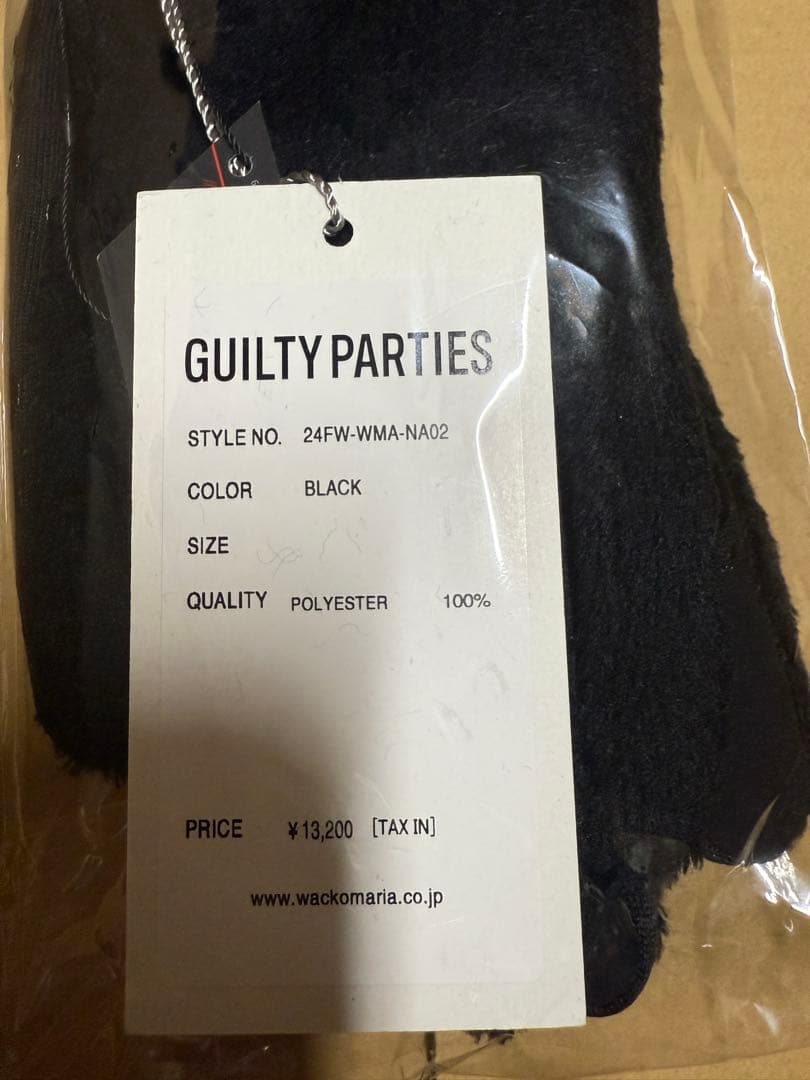 GUILTY PARTIES
STYLE NO. 24FW-WMA-NA02
COLOR BLACK
SIZE
QUALITY POLYESTER 100%
PRICE ¥13,200 [TAX IN]
www.wackomaria.co.jp